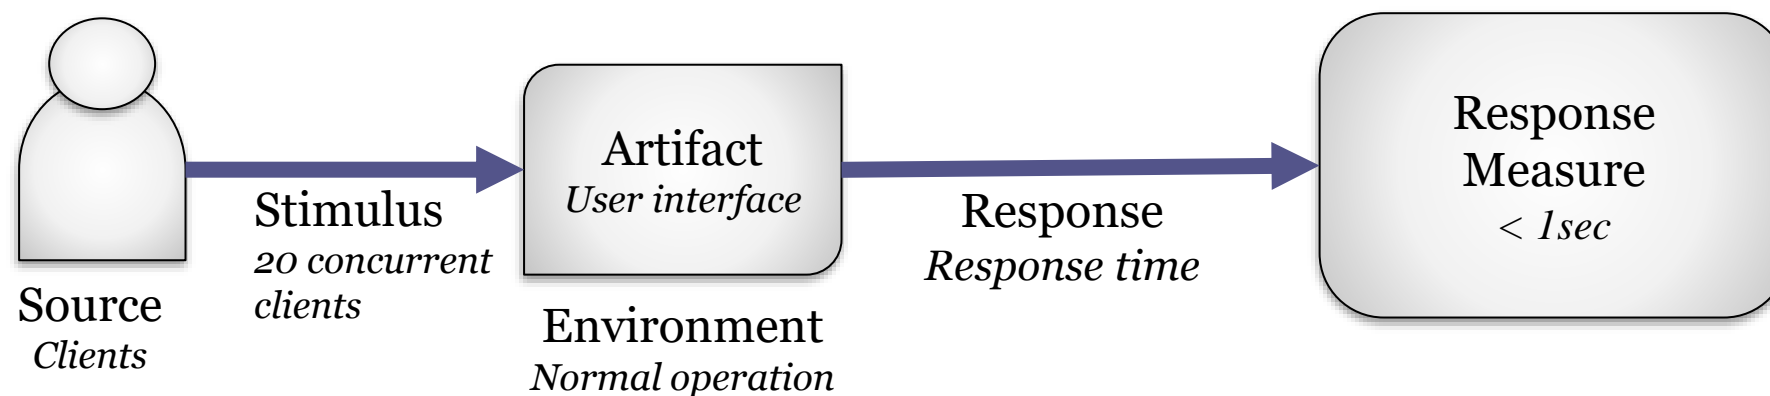 Source
Clients
Stimulus
20 concurrent
clients
Artifact
User interface
Environment
Normal operation
Response
Response time
Response
Measure
< 1sec